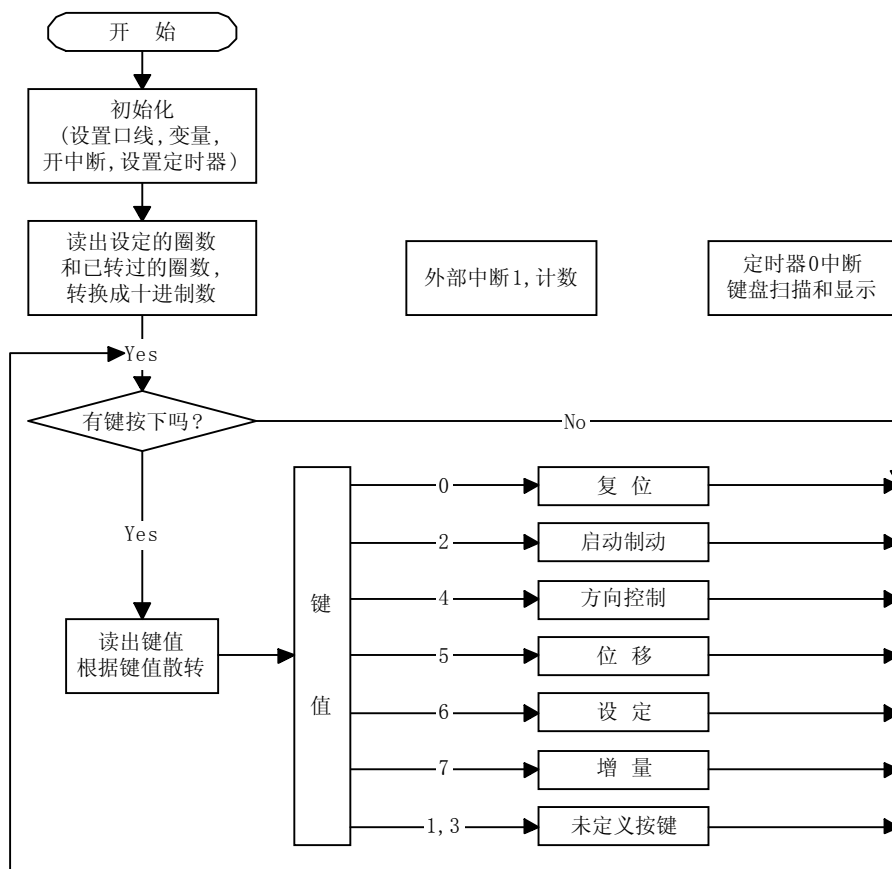 开 始
初始化
(设置口线,变量,
开中断,设置定时器)
读出设定的圈数
和已转过的圈数,
转换成十进制数
外部中断1,计数
定时器0中断
键盘扫描和显示
Yes
有键按下吗?
No
Yes
读出键值
根据键值散转
键
值
0
复 位
2
启动制动
4
方向控制
5
位 移
6
设 定
7
增 量
1,3
未定义按键